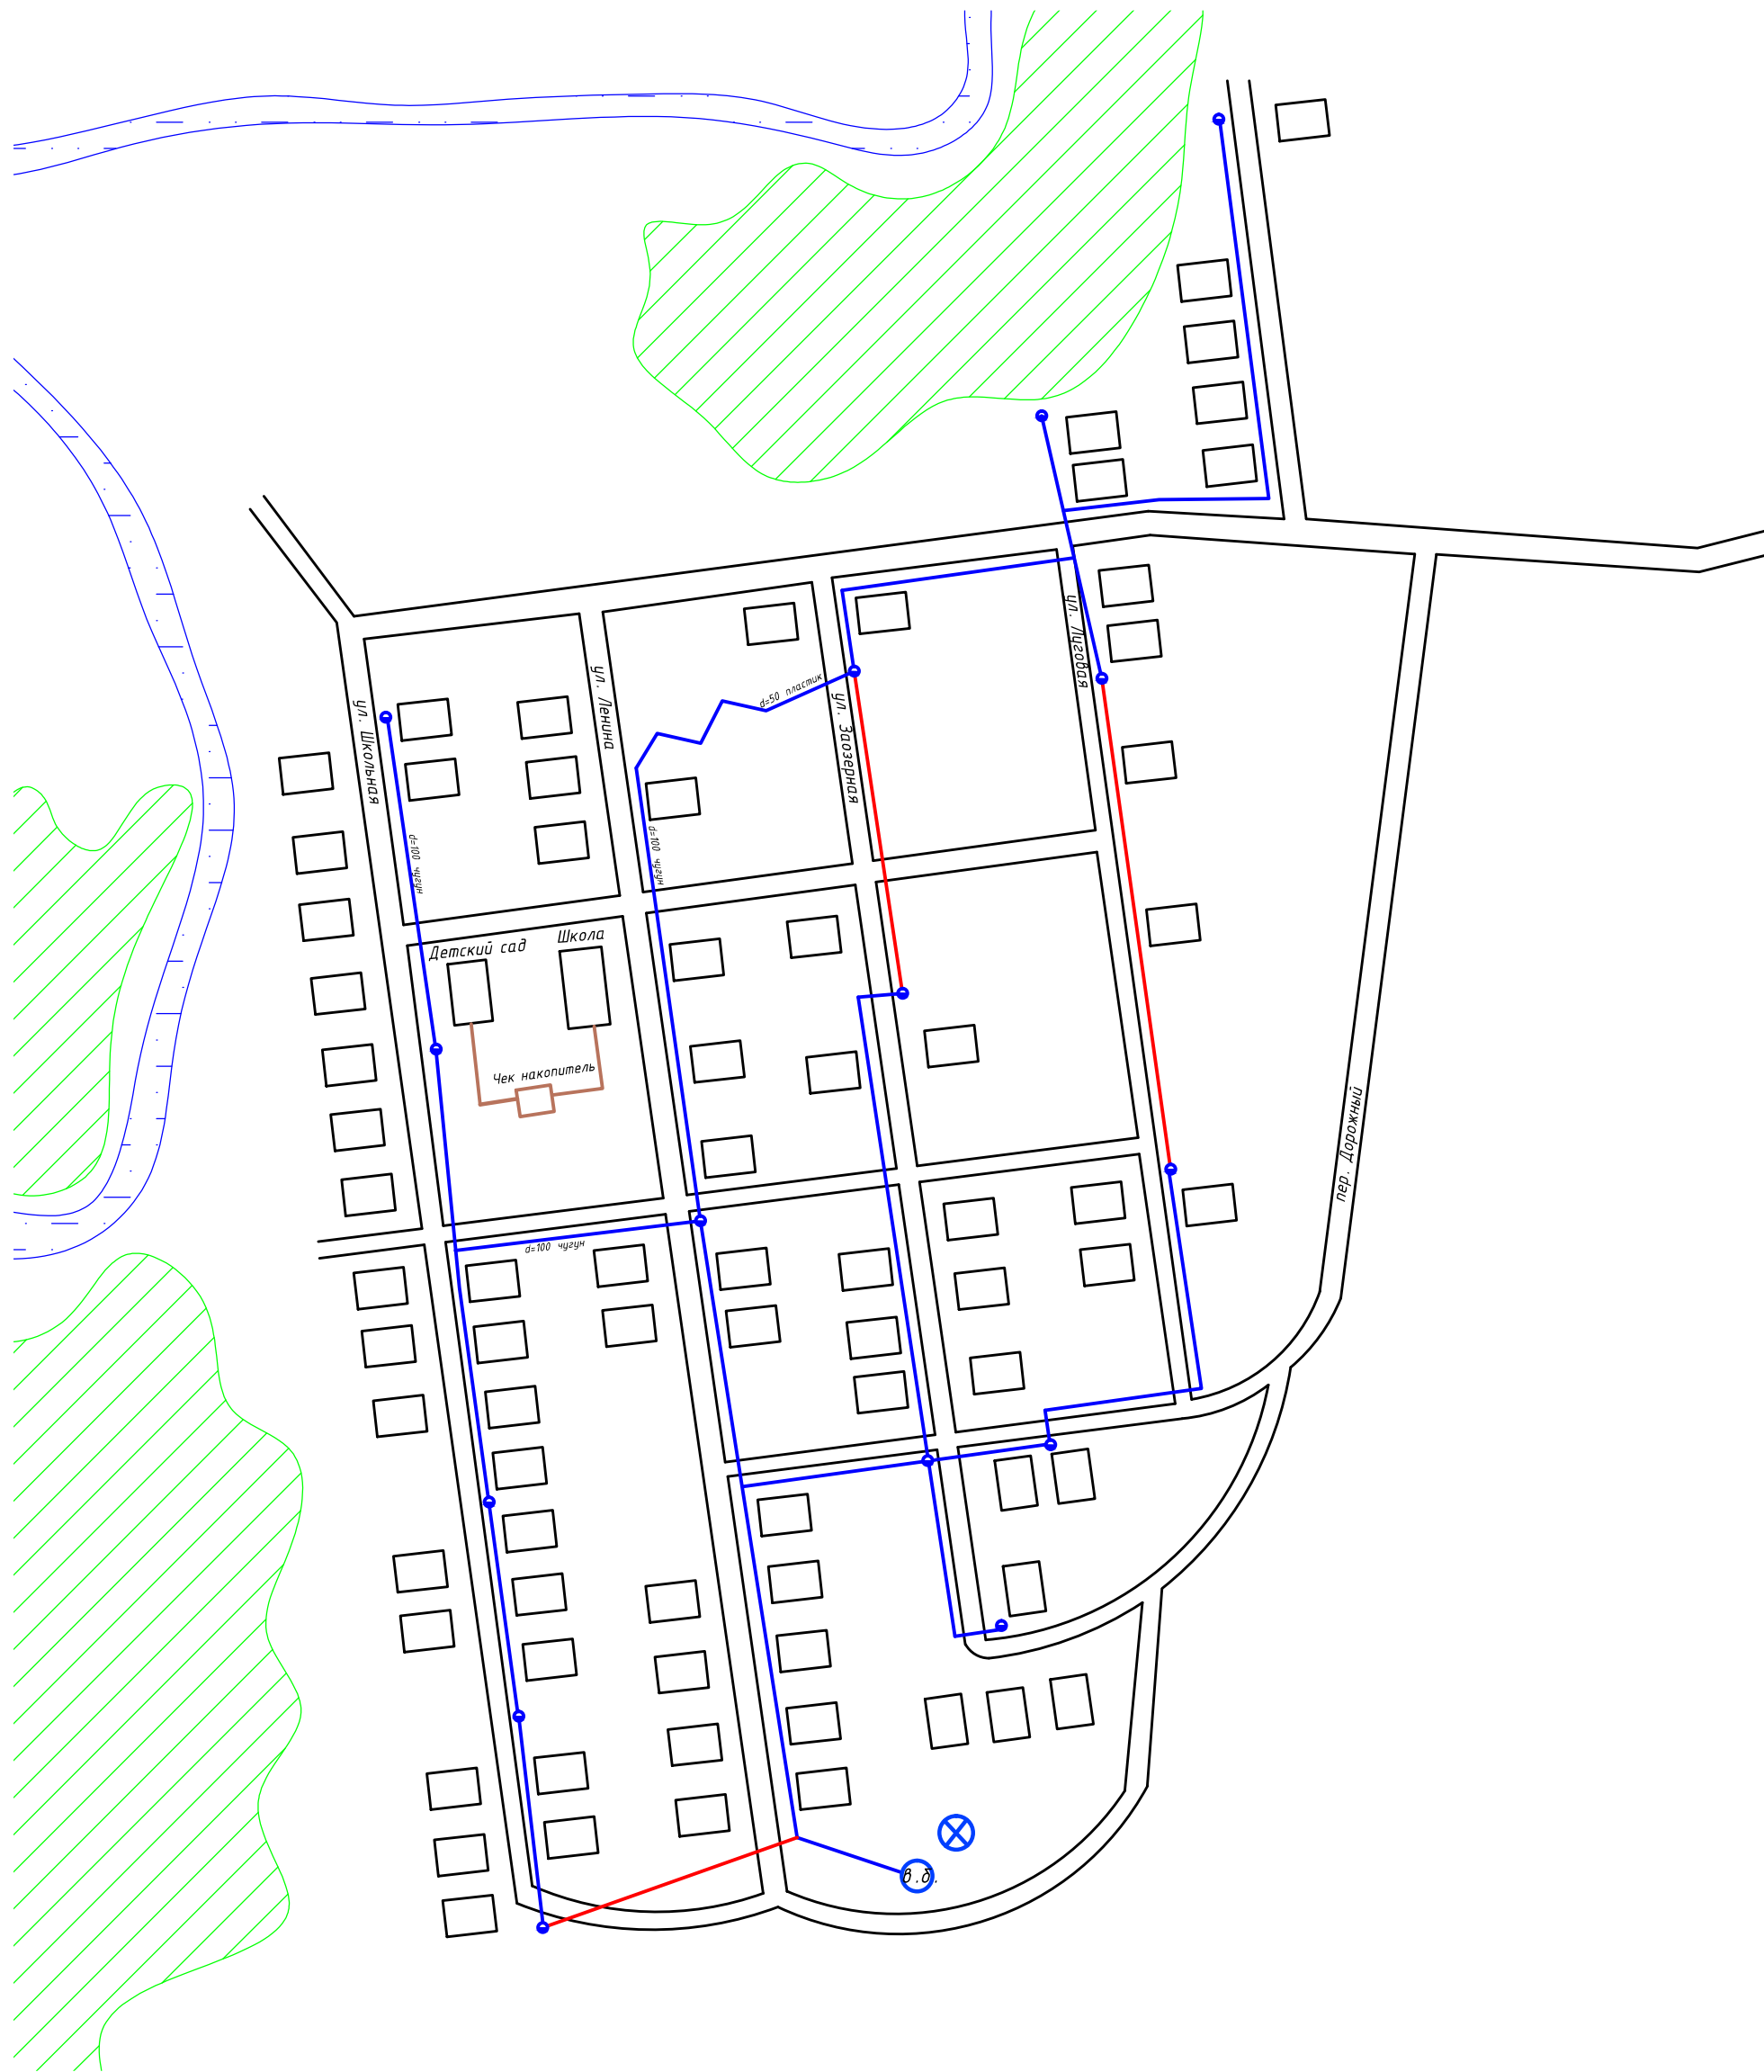 ул. Луговая
ул. Ленина
d=50 пластик
ул. Школьная
ул. Заозерная
d=100 чугун
d=100 чугун
Детский сад
Школа
Чек накопитель
пер. Дорожный
d=100 чугун
в.б.